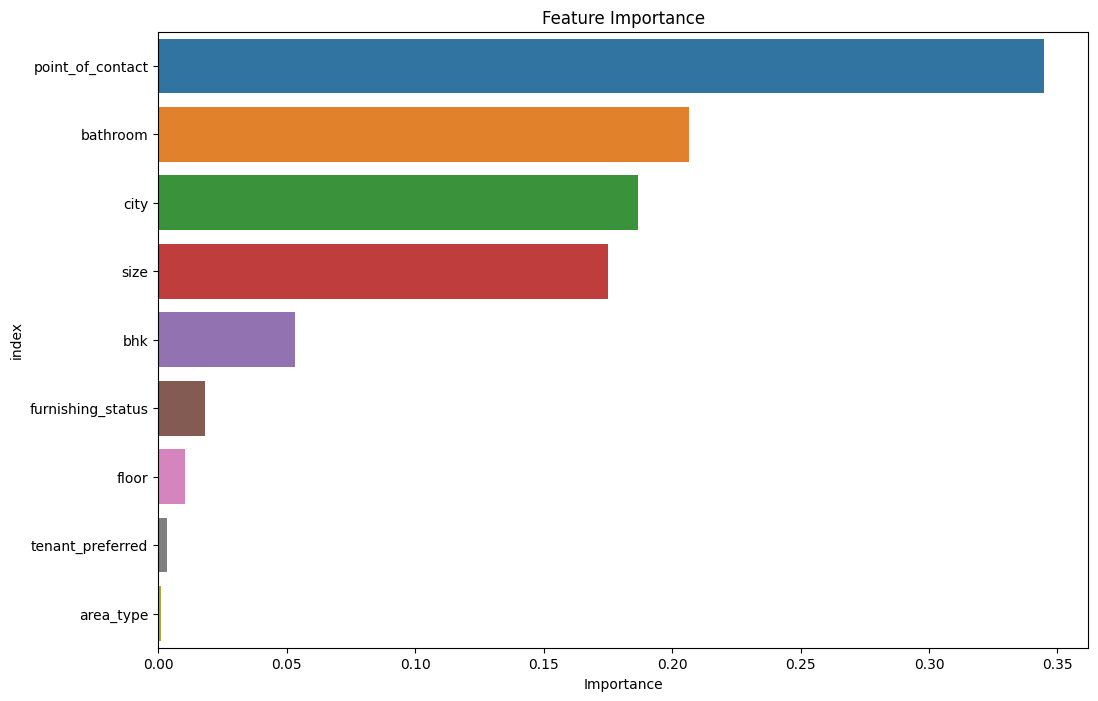 Feature Importance
point_of_contact
bathroom
city
size
bhk
furnishing_status
floor
tenant_preferred
area_type
index
0.00 0.05 0.10 0.15 0.20 0.25 0.30 0.35
Importance